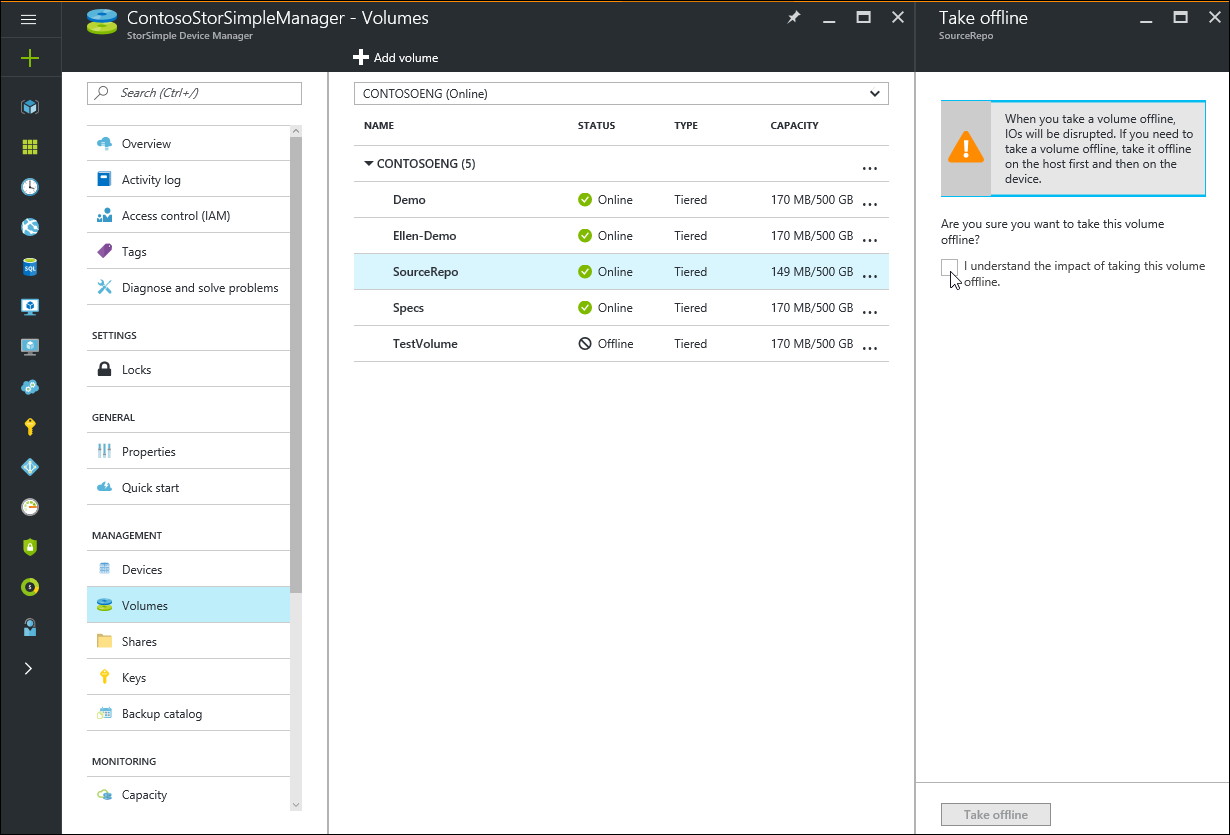 ContosoStorSimpleManager - Volumes
StorSimple Device Manager
Add volume
Search (Ctrl+/)
Overview
Activity log
Access control (IAM)
Tags
Diagnose and solve problems
SETTINGS
Locks
GENERAL
Properties
Quick start
MANAGEMENT
Devices
Volumes
Shares
Keys
Backup catalog
MONITORING
Capacity
CONTOSOENG (Online)
NAME STATUS TYPE CAPACITY
CONTOSOENG (5) ...
Demo Online Tiered 170 MB/500 GB ...
Ellen-Demo Online Tiered 170 MB/500 GB ...
SourceRepo Online Tiered 149 MB/500 GB ...
Specs Online Tiered 170 MB/500 GB ...
TestVolume Offline Tiered 170 MB/500 GB ...
Take offline
SourceRepo
When you take a volume offline,
IOs will be disrupted. If you need to
take a volume offline, take it offline
on the host first and then on the
device.
Are you sure you want to take this volume
offline?
I understand the impact of taking this volume
offline.
Take offline
SQL